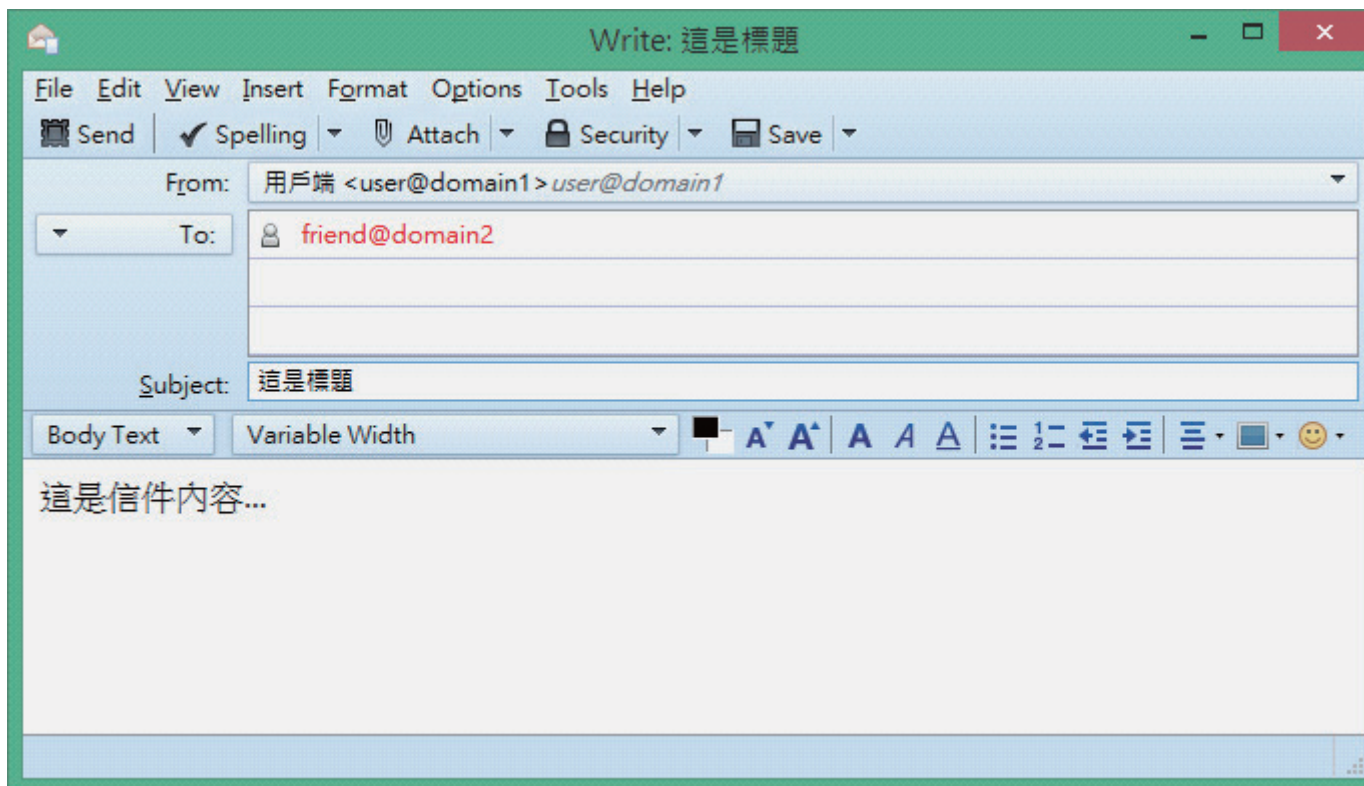 Write: 這是標題
File Edit View Insert Format Options Tools Help
Send Spelling Attach Security Save
From: 用戶端 <user@domain1> user@domain1
To: friend@domain2
Subject: 這是標題
Body Text Variable Width
這是信件內容...